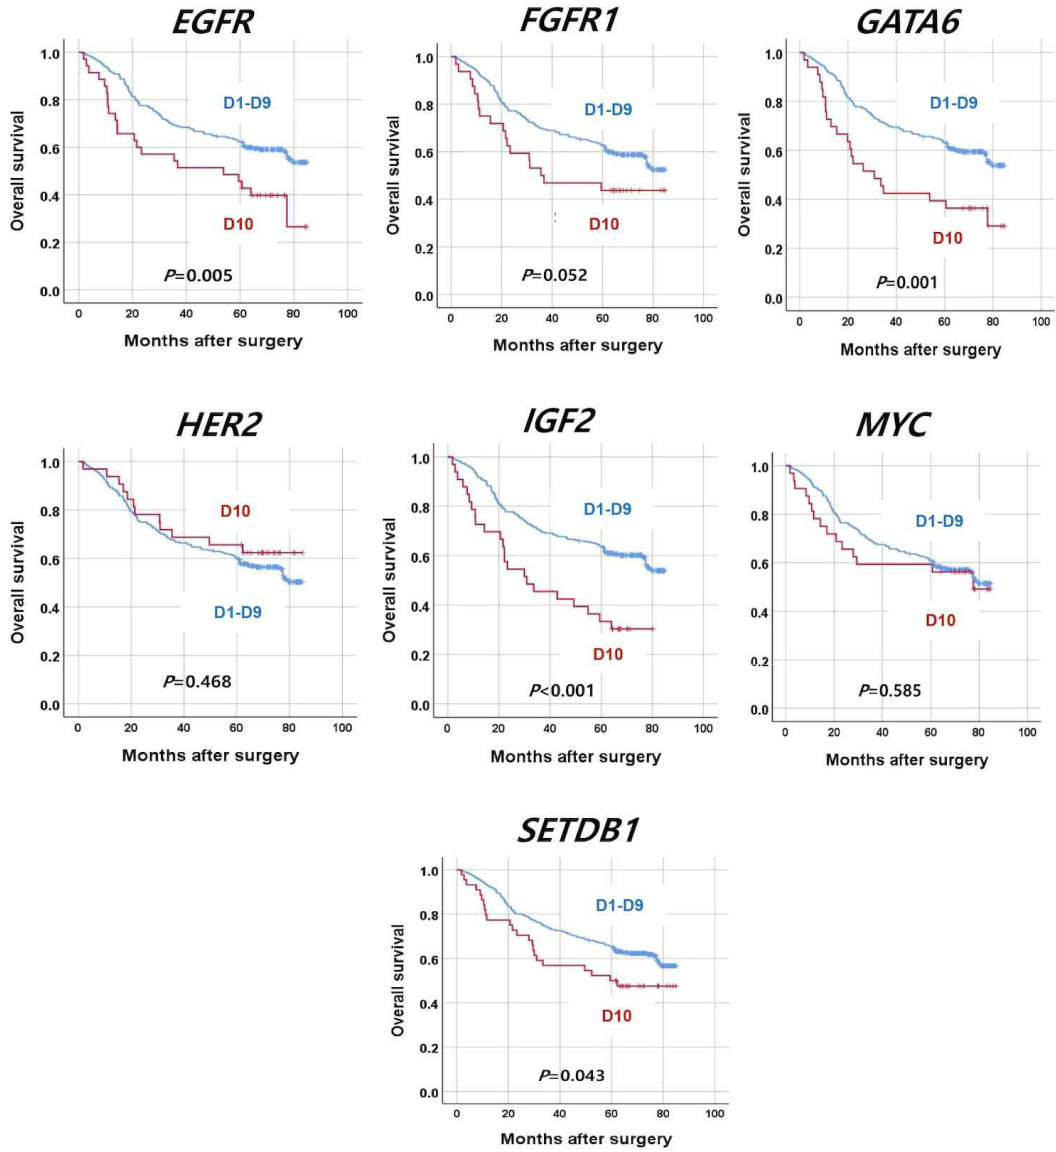 EGFR
1.0
0.8
0.6
0.4
0.2
0.0
Overall survival
D1-D9
D10
P=0.005
0 20 40 60 80 100
Months after surgery
FGFR1
1.0
0.8
0.6
0.4
0.2
0.0
Overall survival
D1-D9
D10
P=0.052
0 20 40 60 80 100
Months after surgery
GATA6
1.0
0.8
0.6
0.4
0.2
0.0
Overall survival
D1-D9
D10
P=0.001
0 20 40 60 80 100
Months after surgery
HER2
1.0
0.8
0.6
0.4
0.2
0.0
Overall survival
D10
D1-D9
P=0.468
0 20 40 60 80 100
Months after surgery
IGF2
1.0
0.8
0.6
0.4
0.2
0.0
Overall survival
D1-D9
D10
P<0.001
0 20 40 60 80 100
Months after surgery
MYC
1.0
0.8
0.6
0.4
0.2
0.0
Overall survival
D1-D9
D10
P=0.585
0 20 40 60 80 100
Months after surgery
SETDB1
1.0
0.8
0.6
0.4
0.2
0.0
Overall survival
D1-D9
D10
P=0.043
0 20 40 60 80 100
Months after surgery